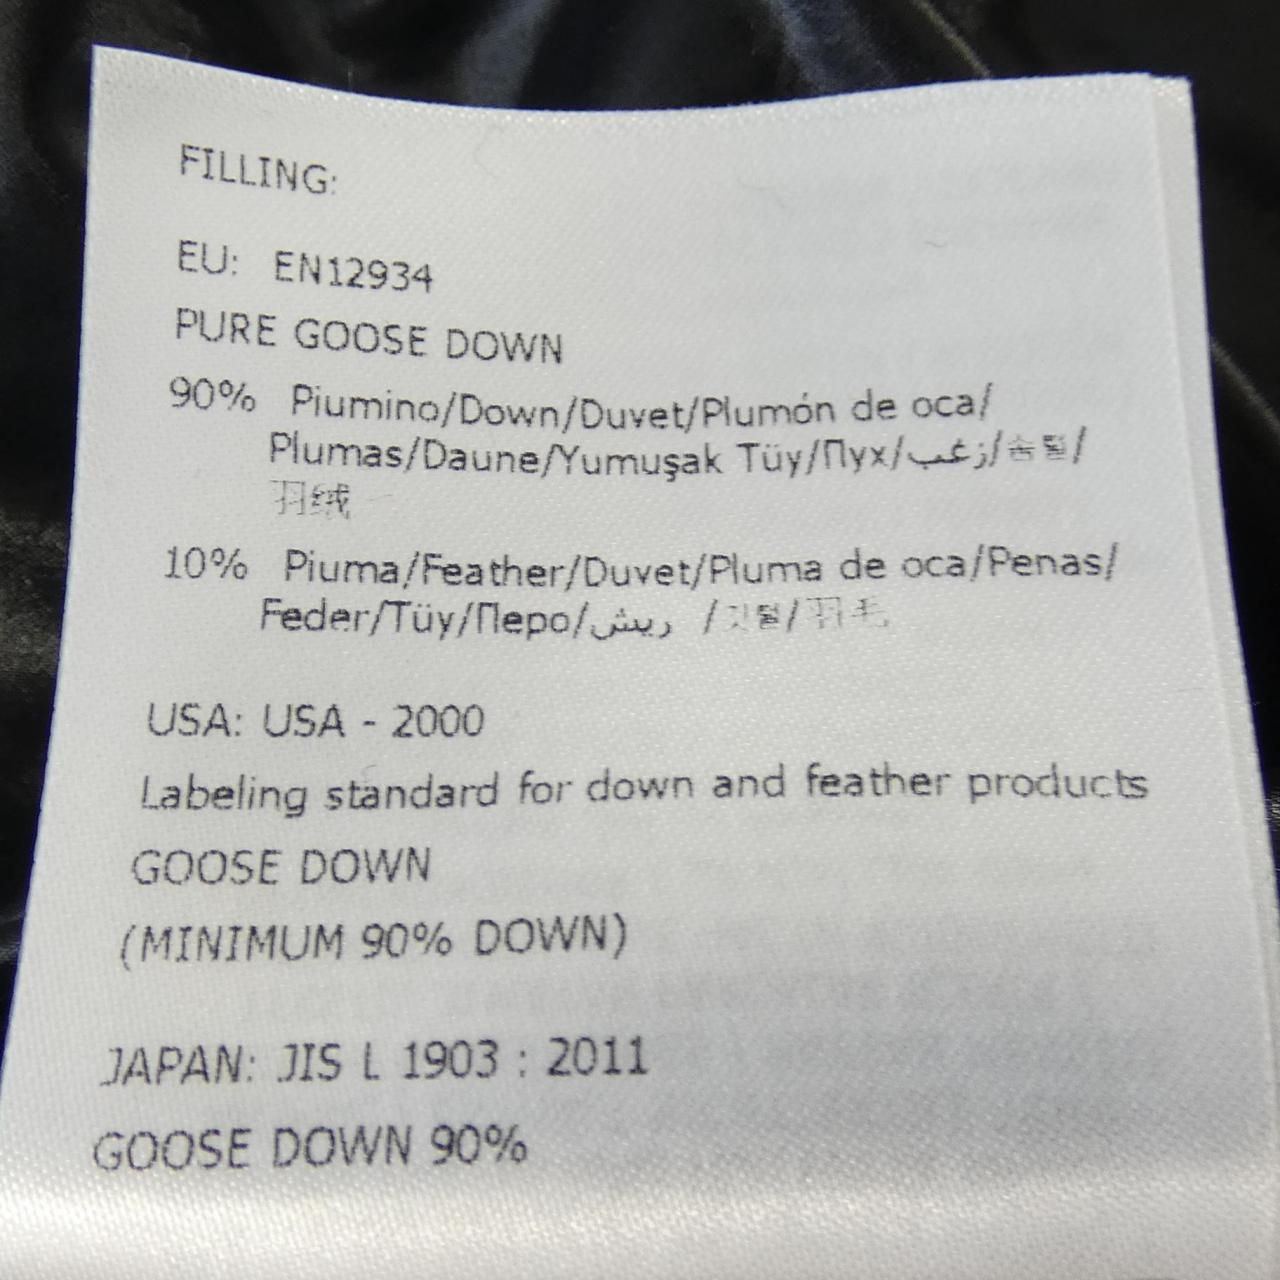 FILLING:
EU: EN12934
PURE GOOSE DOWN
90% Piumino/Down/Duvet/Plumón de oca/
Plumas/Daune/Yumuşak Tüy/Пух/زغب/솜털/
羽绒
10% Piuma/Feather/Duvet/Pluma de oca/Penas/
Feder/Tüy/Перо/ريش /깃털/羽毛
USA: USA - 2000
Labeling standard for down and feather products
GOOSE DOWN
(MINIMUM 90% DOWN)
JAPAN: JIS L 1903 : 2011
GOOSE DOWN 90%